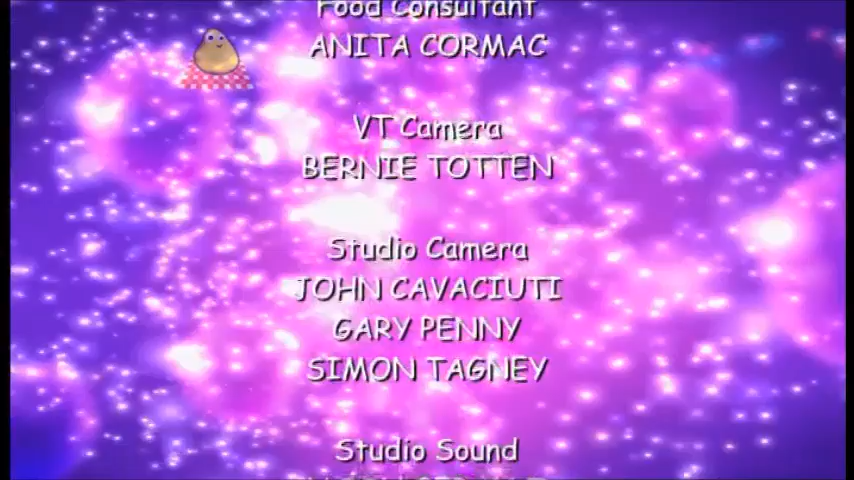 Food Consultant
ANITA CORMAC
VT Camera
BERNIE TOTTEN
Studio Camera
JOHN CAVACIUTI
GARY PENNY
SIMON TAGNEY
Studio Sound